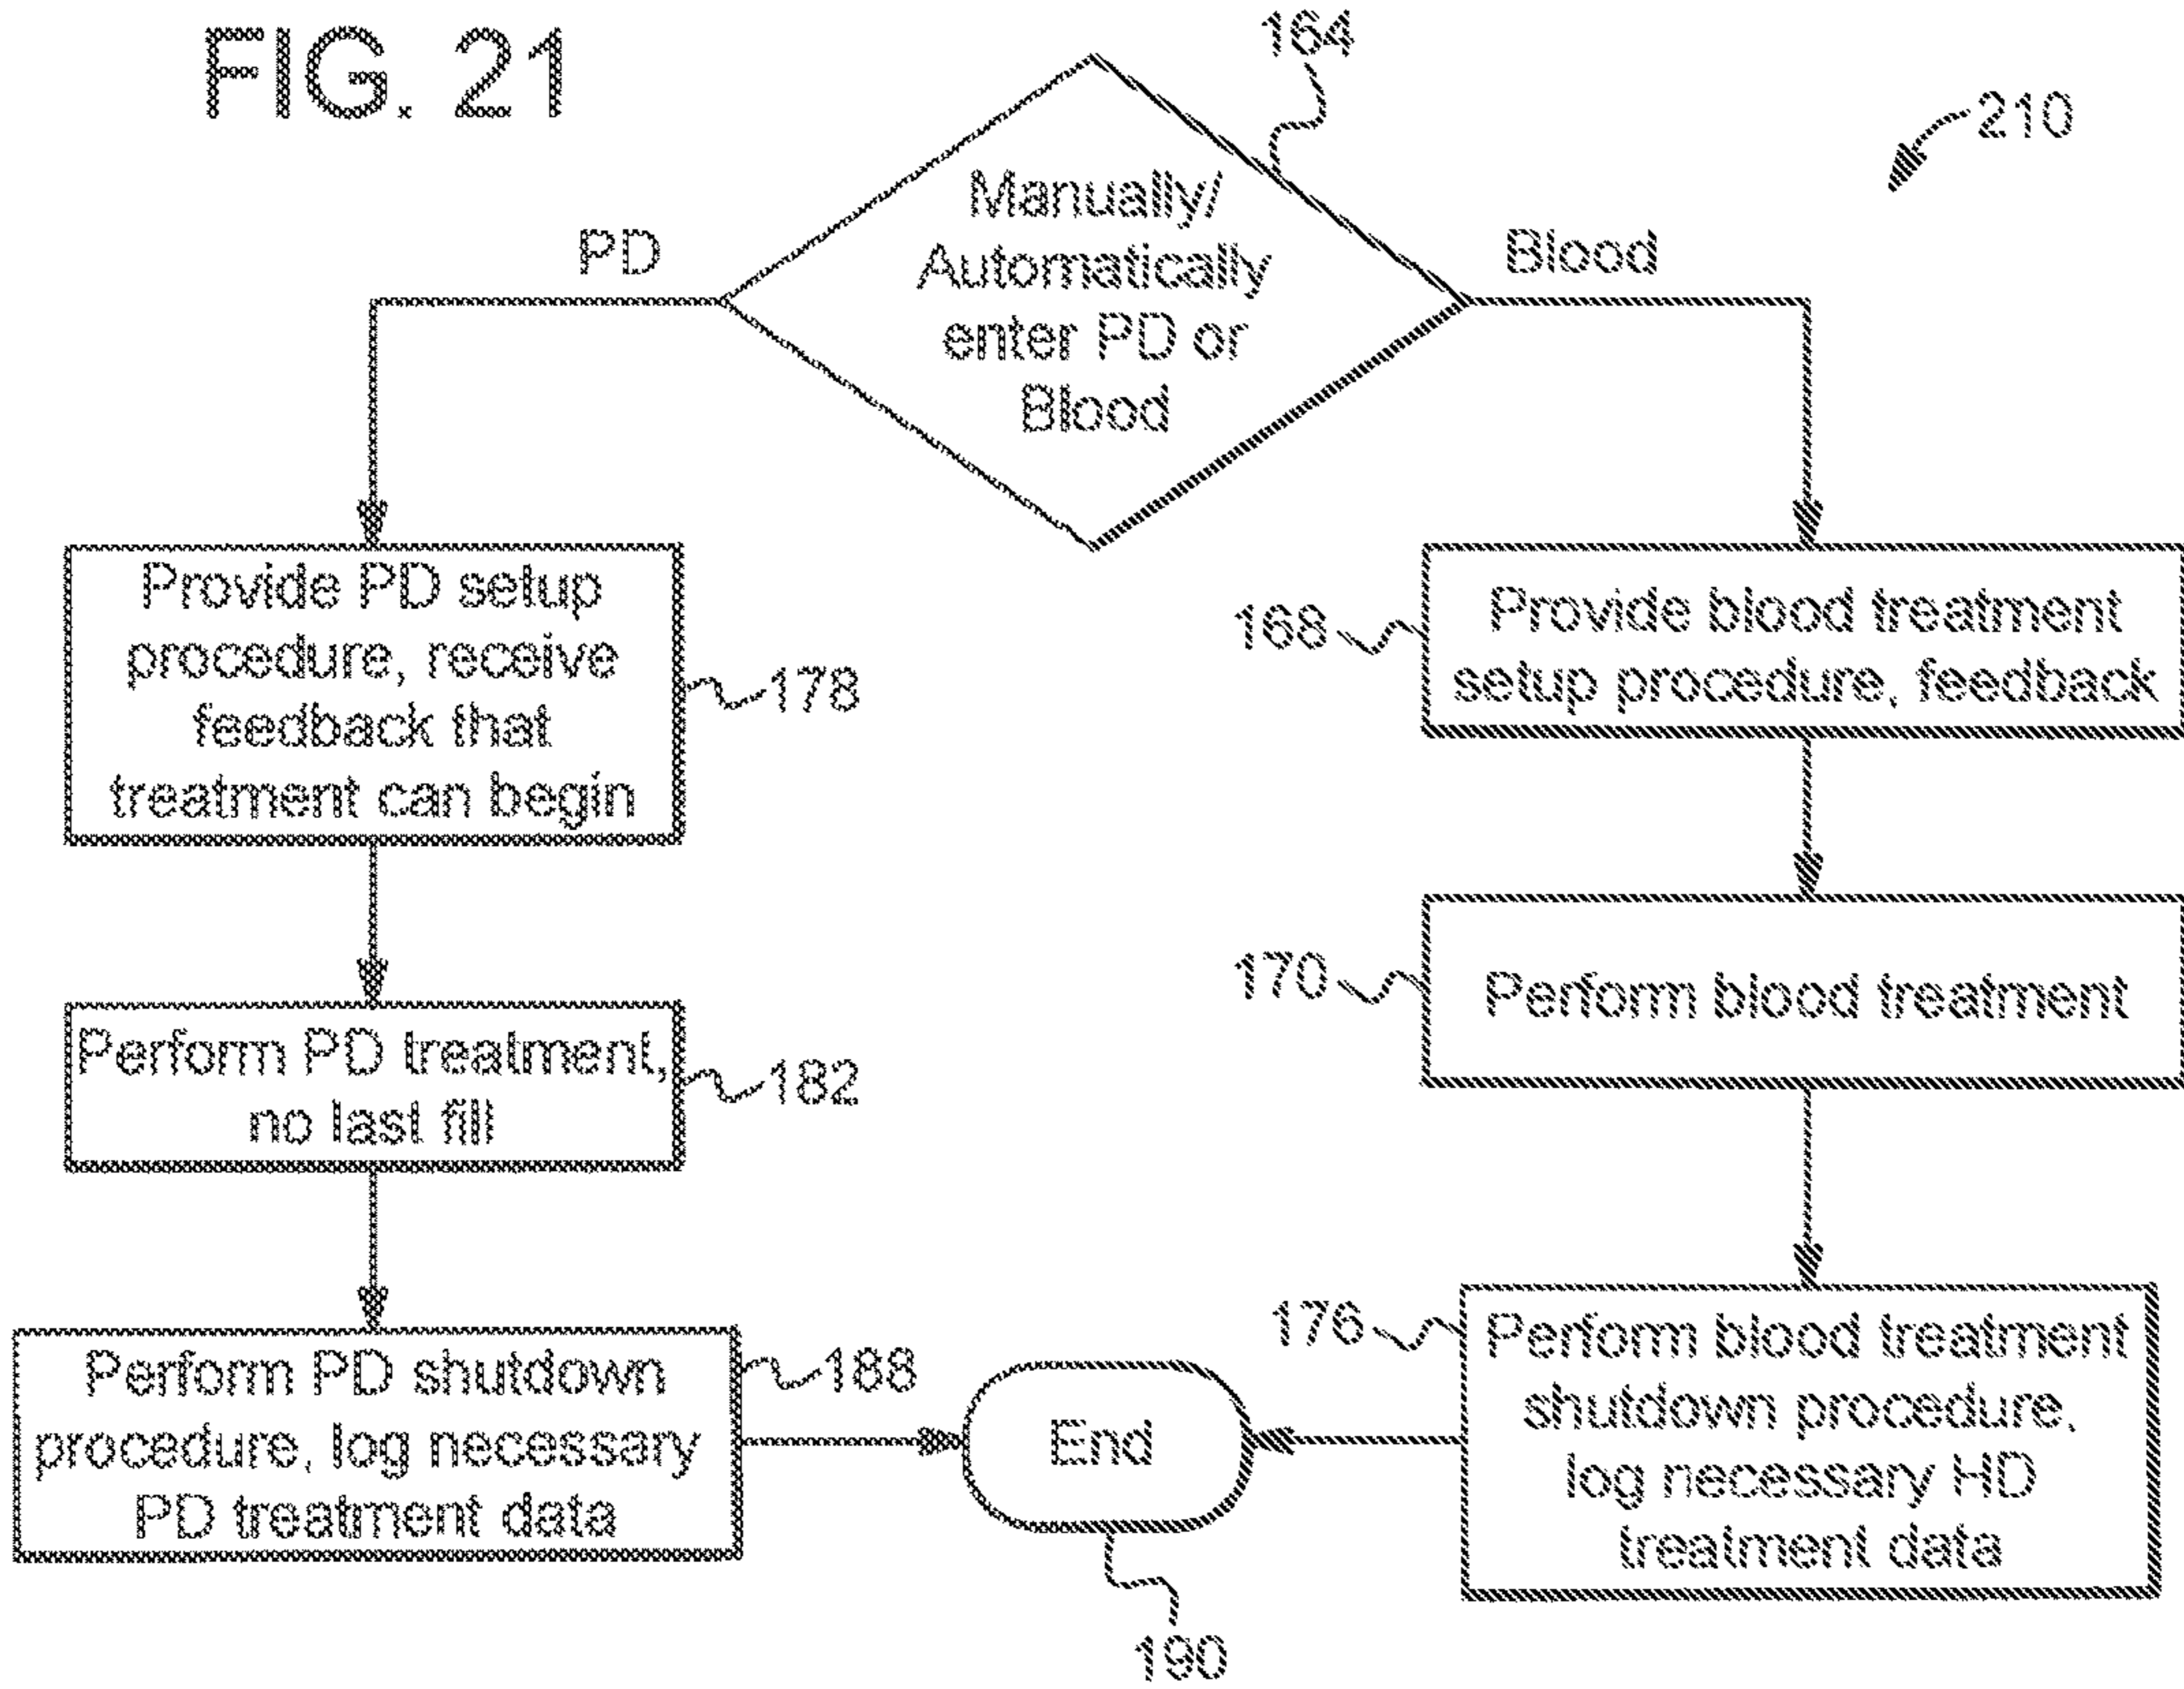 FIG. 21
164
210
Manually/
Automatically
enter PD or
Blood
PD
Blood
Provide PD setup
procedure, receive
feedback that
treatment can begin
178
168
Provide blood treatment
setup procedure, feedback
170
Perform blood treatment
Perform PD treatment,
no last fill
182
Perform PD shutdown
procedure, log necessary
PD treatment data
188
End
190
176
Perform blood treatment
shutdown procedure,
log necessary HD
treatment data